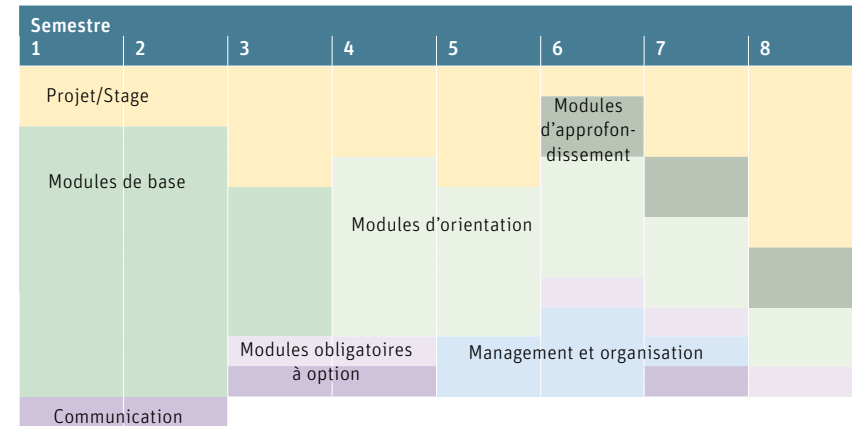 Semestre
1 2 3 4 5 6 7 8
Projet/Stage
Modules
d’approfon-
dissement
Modules de base
Modules d’orientation
Modules obligatoires
à option
Management et organisation
Communication